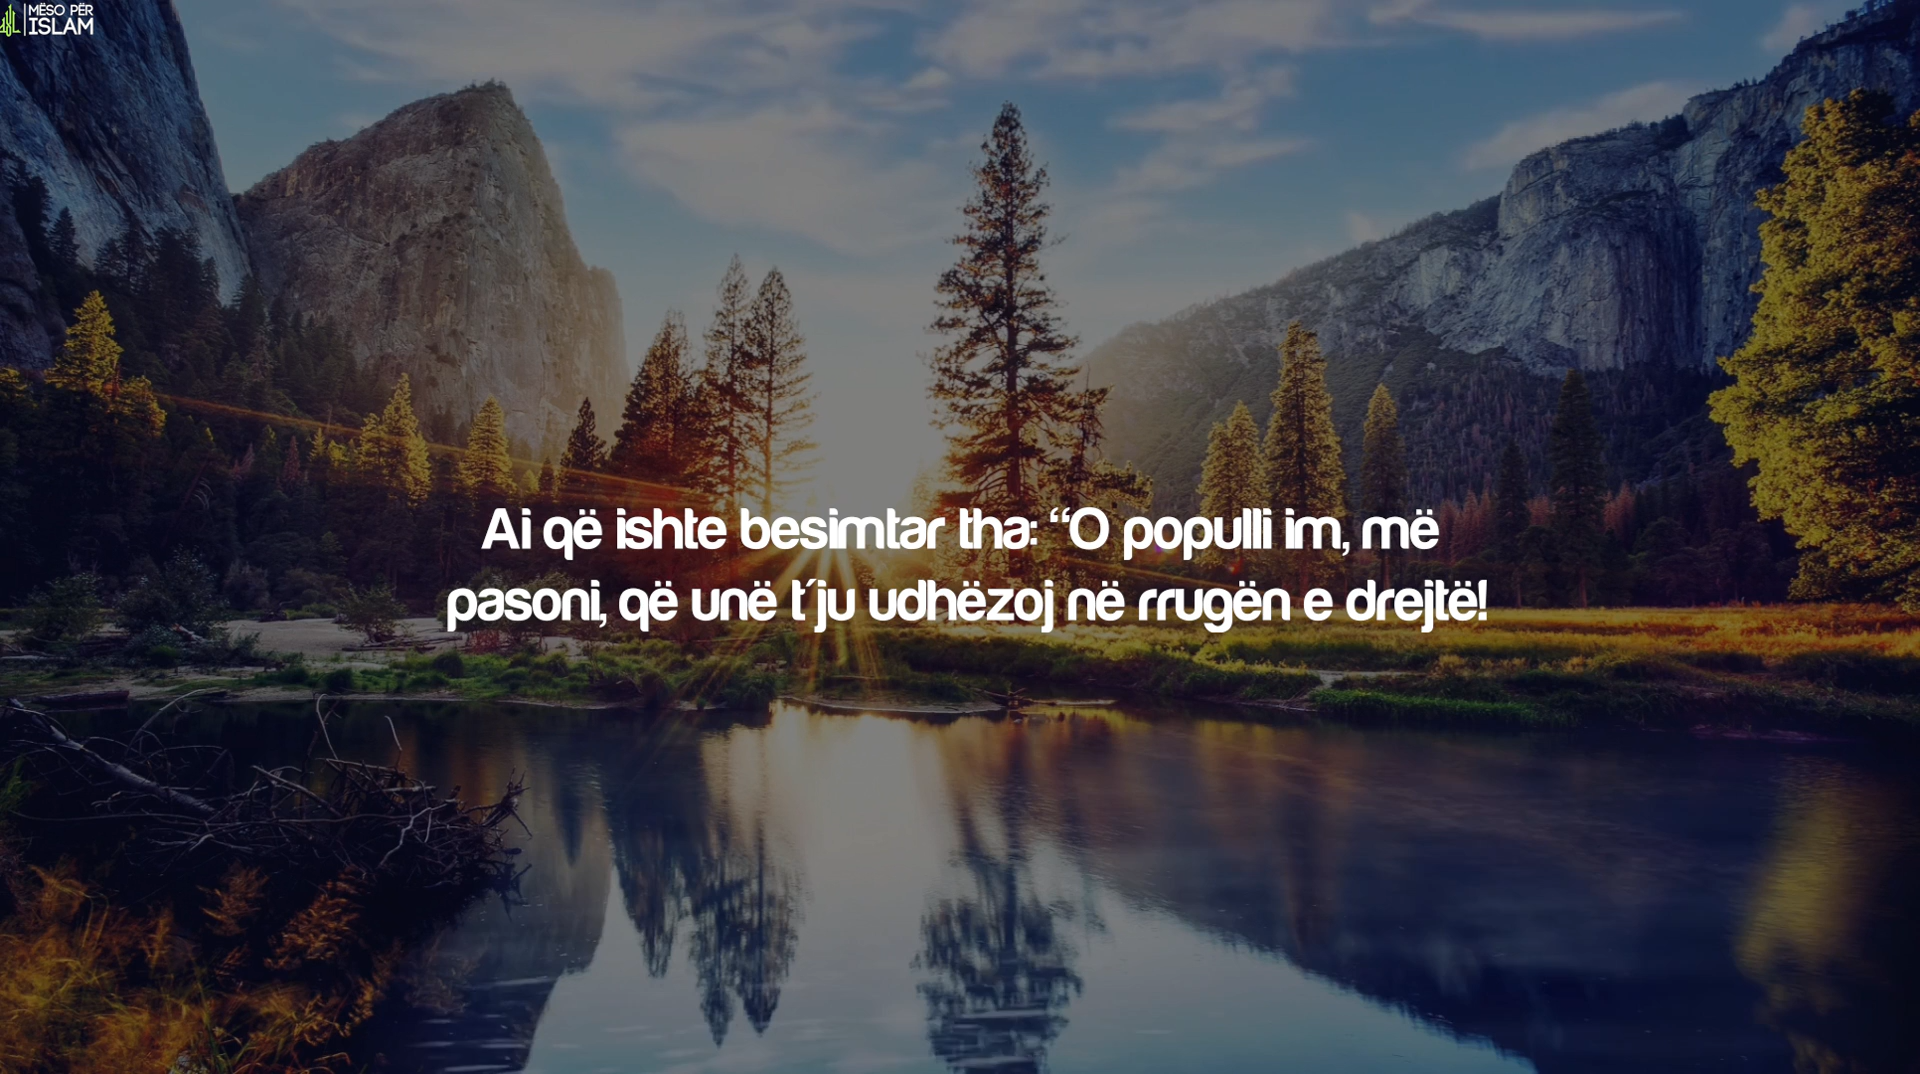 MËSO PËR
ISLAM
Ai që ishte besimtar tha: “O populli im, më
pasoni, që unë t´ju udhëzoj në rrugën e drejtë!